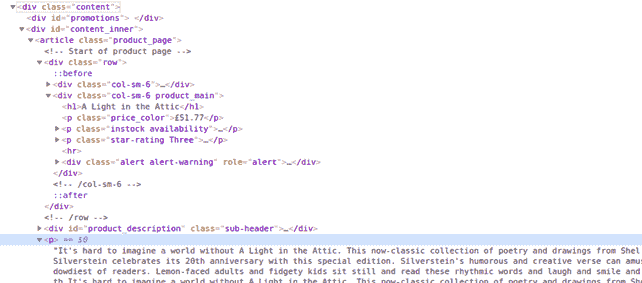 ▼<div class="content">
<div id="promotions"> </div>
▼<div id="content_inner">
▼<article class="product_page">
<!-- Start of product page -->
▼<div class="row">
::before
▶<div class="col-sm-6">…</div>
▼<div class="col-sm-6 product_main">
<h1>A Light in the Attic</h1>
<p class="price_color">£51.77</p>
▶<p class="instock availability">…</p>
▶<p class="star-rating Three">…</p>
<hr>
▶<div class="alert alert-warning" role="alert">…</div>
</div>
<!-- /col-sm-6 -->
::after
</div>
<!-- /row -->
▶<div id="product_description" class="sub-header">…</div>
▼<p> == $0
"It's hard to imagine a world without A Light in the Attic. This now-classic collection of poetry and drawings from Shel
Silverstein celebrates its 20th anniversary with this special edition. Silverstein's humorous and creative verse can amus
dowdiest of readers. Lemon-faced adults and fidgety kids sit still and read these rhythmic words and laugh and smile and
th It's hard to imagine a world without A Light in the Attic. This now-classic collection of poetry and drawings from She